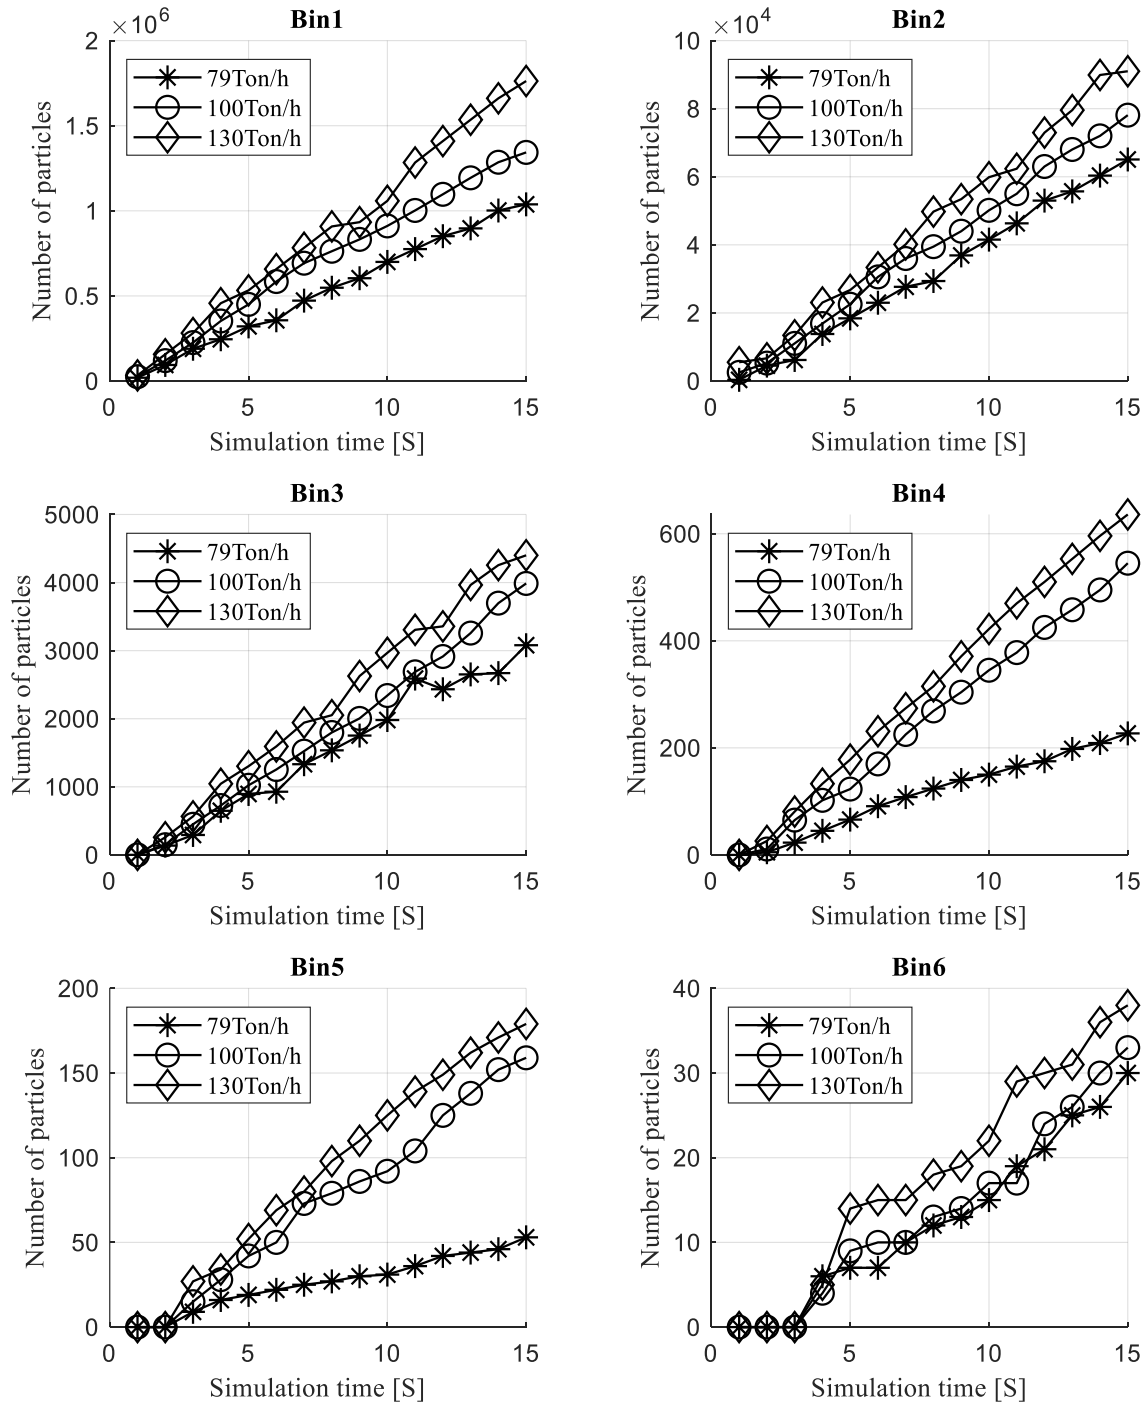 Bin1
×10⁶
Number of particles
2
1.5
1
0.5
0
79Ton/h
100Ton/h
130Ton/h
0 5 10 15
Simulation time [S]
Bin2
×10⁴
Number of particles
10
8
6
4
2
0
79Ton/h
100Ton/h
130Ton/h
0 5 10 15
Simulation time [S]
Bin3
Number of particles
5000
4000
3000
2000
1000
0
79Ton/h
100Ton/h
130Ton/h
0 5 10 15
Simulation time [S]
Bin4
Number of particles
600
400
200
0
79Ton/h
100Ton/h
130Ton/h
0 5 10 15
Simulation time [S]
Bin5
Number of particles
200
150
100
50
0
79Ton/h
100Ton/h
130Ton/h
0 5 10 15
Simulation time [S]
Bin6
Number of particles
40
30
20
10
0
79Ton/h
100Ton/h
130Ton/h
0 5 10 15
Simulation time [S]